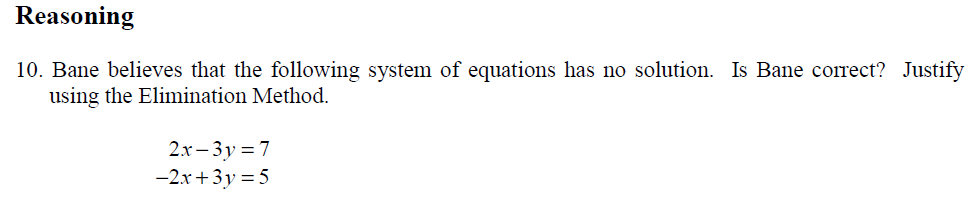 Reasoning
10. Bane believes that the following system of equations has no solution. Is Bane correct? Justify
using the Elimination Method.
2x − 3y = 7
−2x + 3y = 5